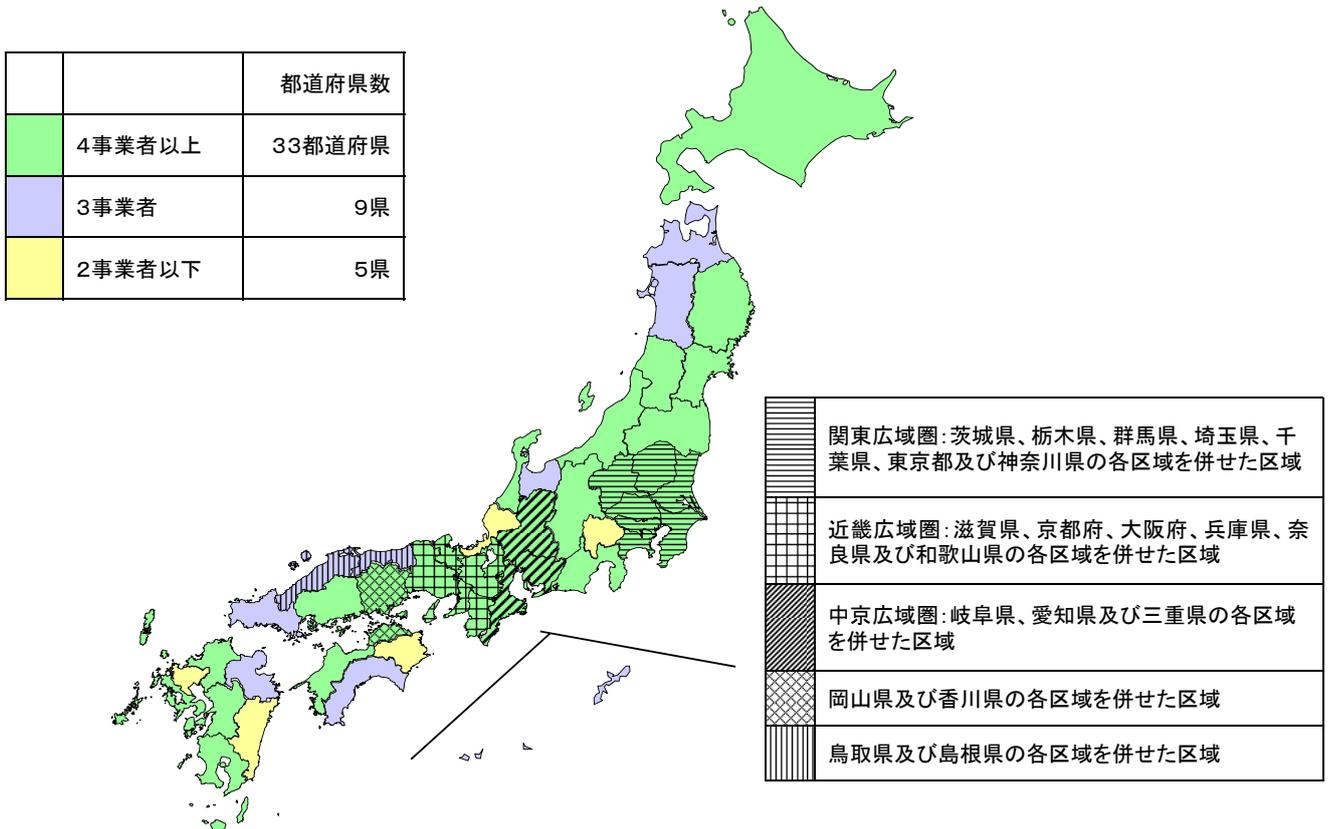 都道府県数
4事業者以上 33都道府県
3事業者 9県
2事業者以下 5県
関東広域圏:茨城県、栃木県、群馬県、埼玉県、千
葉県、東京都及び神奈川県の各区域を併せた区域
近畿広域圏:滋賀県、京都府、大阪府、兵庫県、奈
良県及び和歌山県の各区域を併せた区域
中京広域圏:岐阜県、愛知県及び三重県の各区域
を併せた区域
岡山県及び香川県の各区域を併せた区域
鳥取県及び島根県の各区域を併せた区域